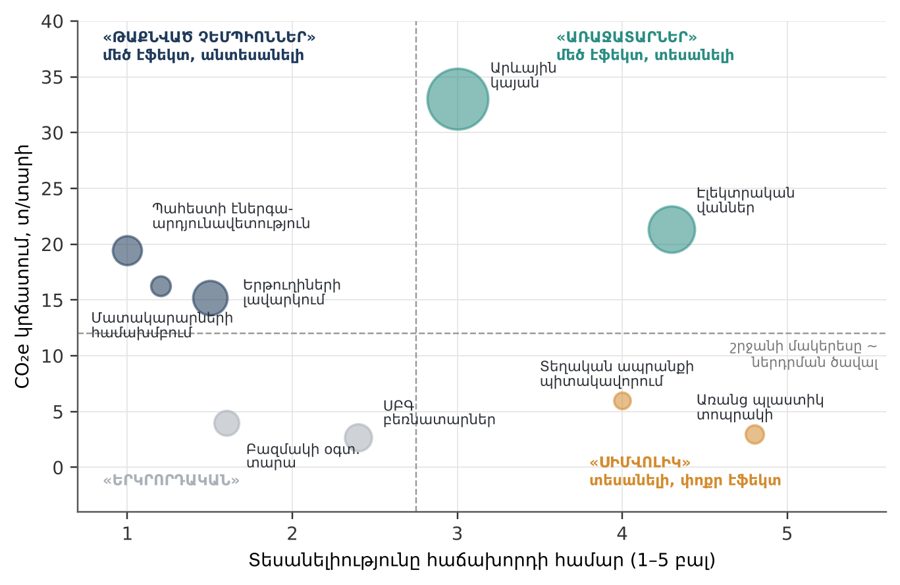 40
35
30
25
20
15
10
5
0
CO₂e կրճատում, տ/տարի
«ԹԱՔՆՎԱԾ ՉԵՄՊԻՈՆՆԵՐ»
մեծ էֆեկտ, անտեսանելի
«ԱՌԱՋԱՏԱՐՆԵՐ»
մեծ էֆեկտ, տեսանելի
Արևային
կայան
Էլեկտրական
վաններ
Պահեստի էներգա-
արդյունավետություն
Երթուղիների
լավարկում
Մատակարարների
համախմբում
շրջանի մակերեսը ~
ներդրման ծավալ
Տեղական ապրանքի
պիտակավորում
Առանց պլաստիկ
տոպրակի
ՍԲԳ
բեռնատարներ
Բազմակի օգտ.
տարա
«ԵՐԿՐՈՐԴԱԿԱՆ»
«ՍԻՄՎՈԼԻԿ»
տեսանելի, փոքր էֆեկտ
1 2 3 4 5
Տեսանելիությունը հաճախորդի համար (1–5 բալ)